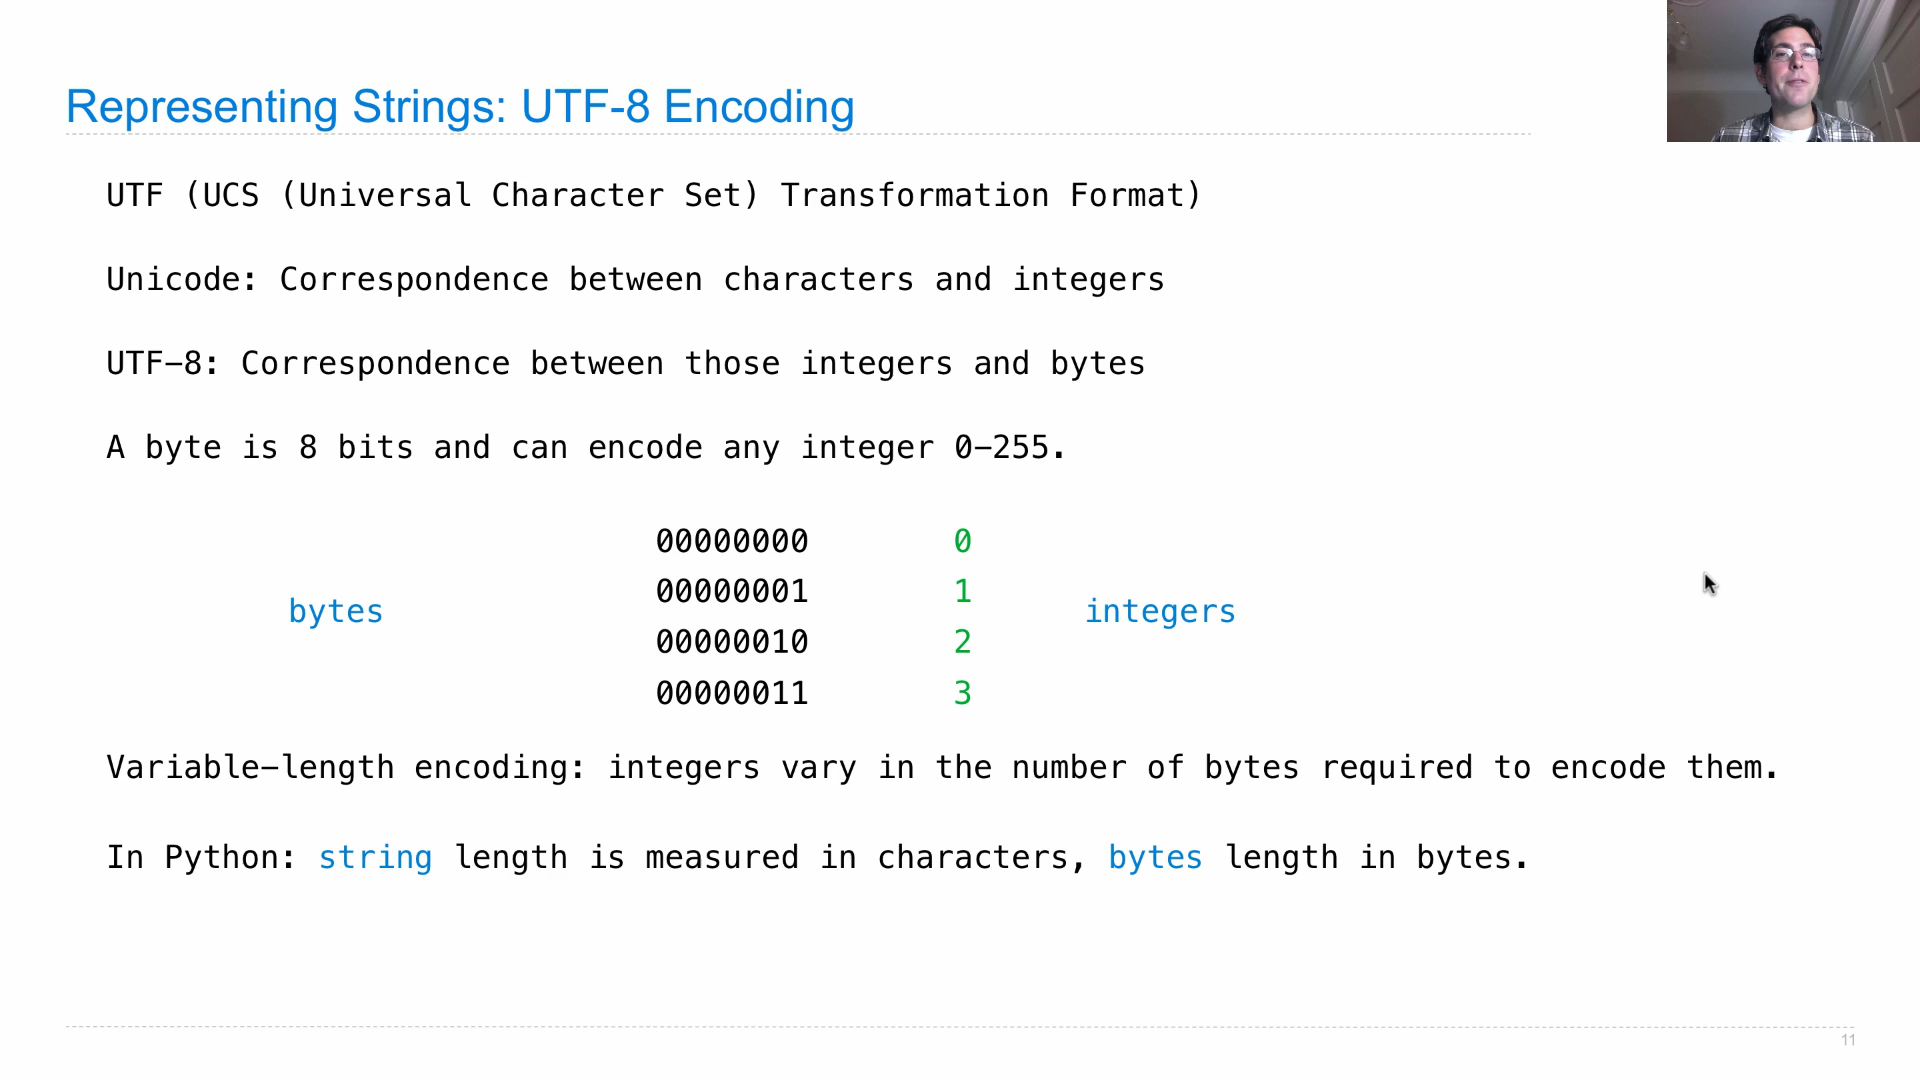 Representing Strings: UTF-8 Encoding
UTF (UCS (Universal Character Set) Transformation Format)
Unicode: Correspondence between characters and integers
UTF-8: Correspondence between those integers and bytes
A byte is 8 bits and can encode any integer 0-255.
00000000 0
00000001 1
bytes integers
00000010 2
00000011 3
Variable-length encoding: integers vary in the number of bytes required to encode them.
In Python: string length is measured in characters, bytes length in bytes.
11